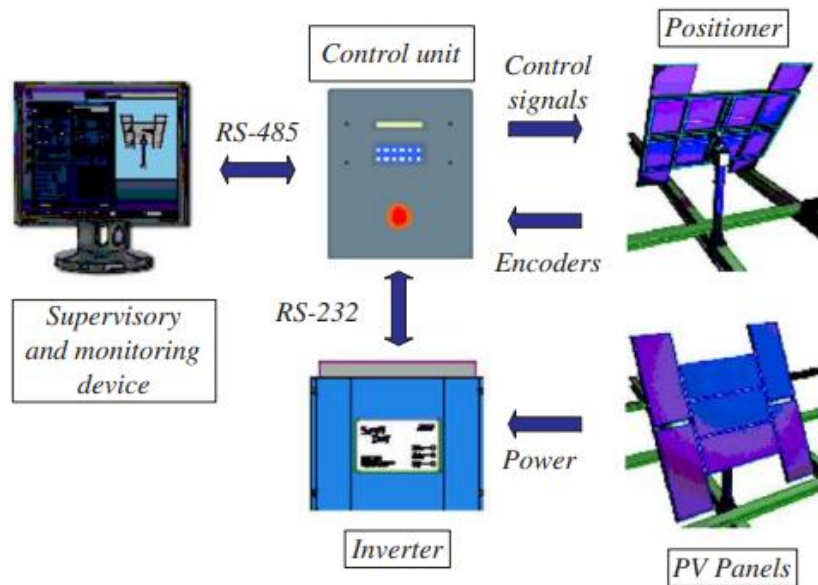 Positioner
Control unit
Control
signals
RS-485
Encoders
RS-232
Supervisory
and monitoring
device
Power
Inverter
PV Panels